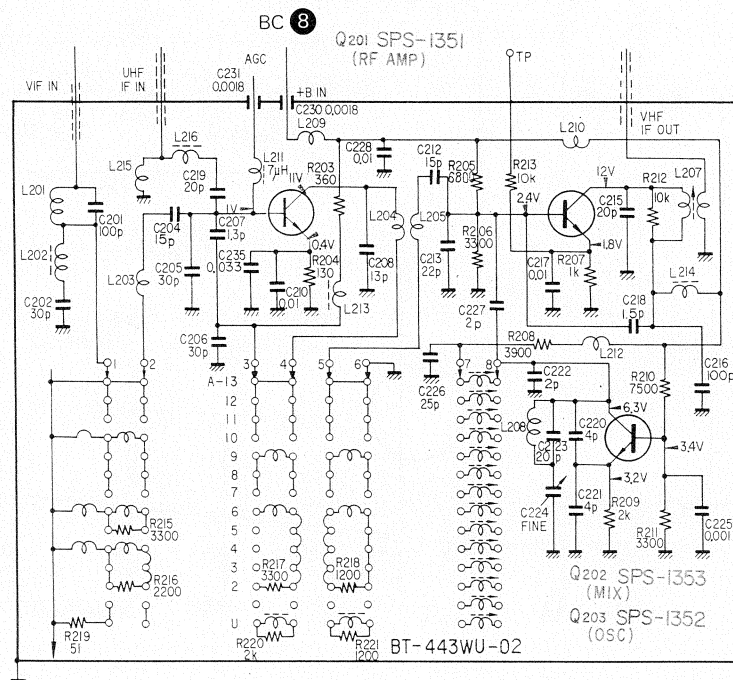 BC 8
Q201 SPS-1351
(RF AMP)
AGC
TP
VIF IN
UHF
IF IN
C231
0.0018
+B IN
C230 0.0018
VHF
IF OUT
L209
L210
L216
L215
C219
20p
L211
7μH
R203
360
11V
C228
0.01
C212
15p
R205
6800
R213
10k
12V
R212
10k
L207
L201
C201
100p
C204
15p
1V
C207
1.3p
L204
L205
2.4V
C215
20p
L202
L203
C205
30p
C235
0.033
0.4V
R204
130
C210
0.01
C208
13p
C213
22p
R206
3300
1.8V
C217
0.01
R207
1k
L214
C202
30p
L213
C227
2p
C218
1.5p
C206
30p
R208
3900
L212
C216
100p
1 2 3 4 5 6 7 8
C226
25p
C222
2p
R210
7500
A-13
12
11
10
9
8
7
6
5
4
3
2
U
6.3V
L208
C220
4p
C2123
20p
3.4V
3.2V
C224
FINE
C221
4p
R209
2k
R211
3300
C225
0.001
R215
3300
R216
2200
R217
3300
R218
1200
R219
51
R220
2k
R221
1200
Q202 SPS-1353
(MIX)
Q203 SPS-1352
(OSC)
BT-443WU-02